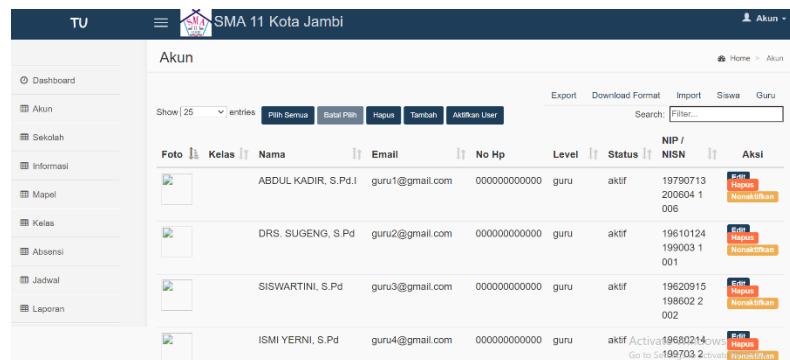 TU
SMA 11 Kota Jambi
Akun
Akun
Home > Akun
Dashboard
Akun
Sekolah
Informasi
Mapel
Kelas
Absensi
Jadwal
Laporan
Export Download Format Import Siswa Guru
Show 25 entries Pilih Semua Batal Pilih Hapus Tambah Aktifkan User Search: Filter...
Foto Kelas Nama Email No Hp Level Status NIP / NISN Aksi
ABDUL KADIR, S.Pd.I guru1@gmail.com 000000000000 guru aktif 19790713 Edit
200604 1 Hapus
006 Nonaktifkan
DRS. SUGENG, S.Pd guru2@gmail.com 000000000000 guru aktif 19610124 Edit
199003 1 Hapus
001 Nonaktifkan
SISWARTINI, S.Pd guru3@gmail.com 000000000000 guru aktif 19620915 Edit
198602 2 Hapus
002 Nonaktifkan
ISMI YERNI, S.Pd guru4@gmail.com 000000000000 guru aktif 19680214 Edit
199703 2 Hapus
Nonaktifkan